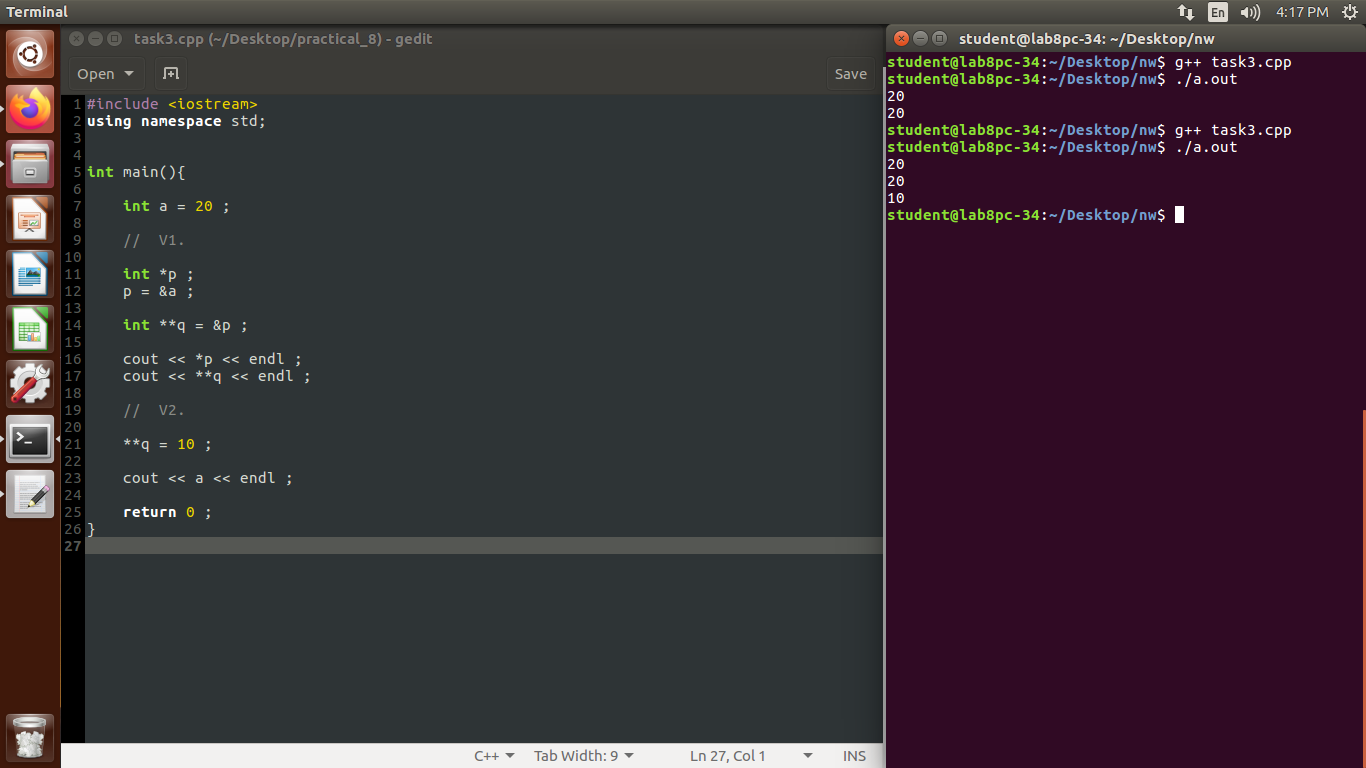 Terminal
En
4:17 PM
task3.cpp (~/Desktop/practical_8) - gedit
Open
Save
1 #include <iostream>
2 using namespace std;
3
4
5 int main(){
6
7 int a = 20 ;
8
9 // V1.
10
11 int *p ;
12 p = &a ;
13
14 int **q = &p ;
15
16 cout << *p << endl ;
17 cout << **q << endl ;
18
19 // V2.
20
21 **q = 10 ;
22
23 cout << a << endl ;
24
25 return 0 ;
26 }
27
C++
Tab Width: 9
Ln 27, Col 1
INS
student@lab8pc-34: ~/Desktop/nw
student@lab8pc-34:~/Desktop/nw$ g++ task3.cpp
student@lab8pc-34:~/Desktop/nw$ ./a.out
20
20
student@lab8pc-34:~/Desktop/nw$ g++ task3.cpp
student@lab8pc-34:~/Desktop/nw$ ./a.out
20
20
10
student@lab8pc-34:~/Desktop/nw$